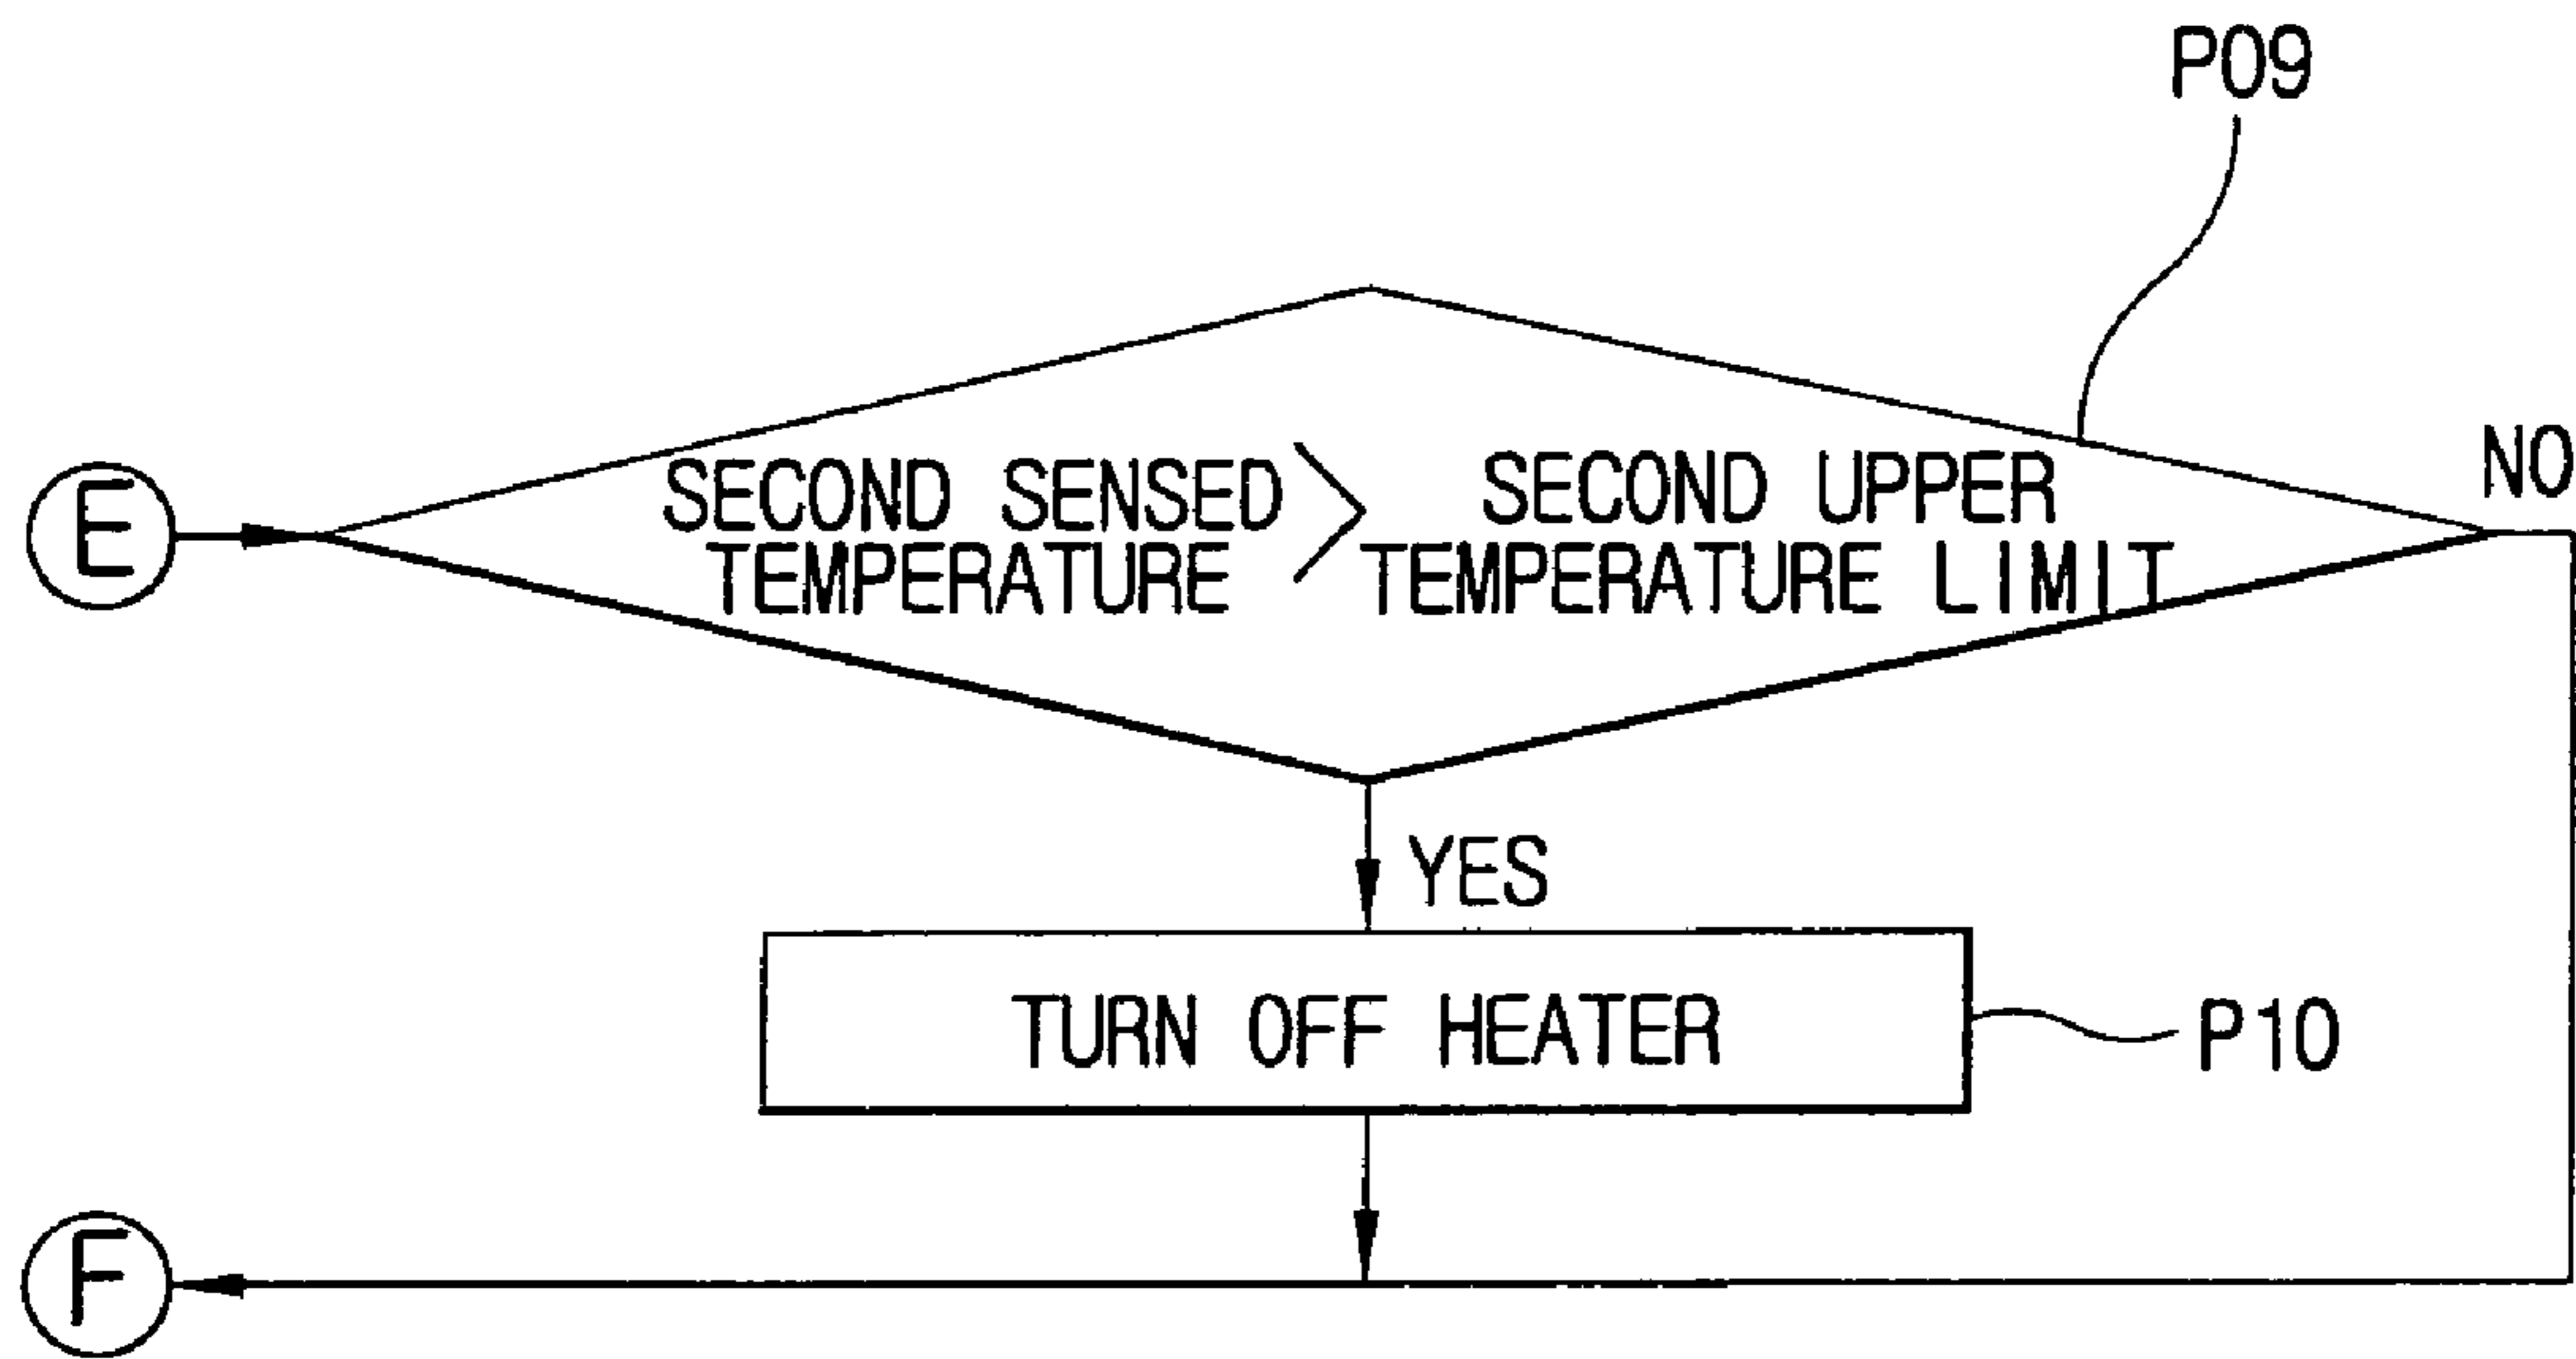 P09
E
SECOND SENSED > SECOND UPPER
TEMPERATURE TEMPERATURE LIMIT
NO
YES
TURN OFF HEATER
P10
F